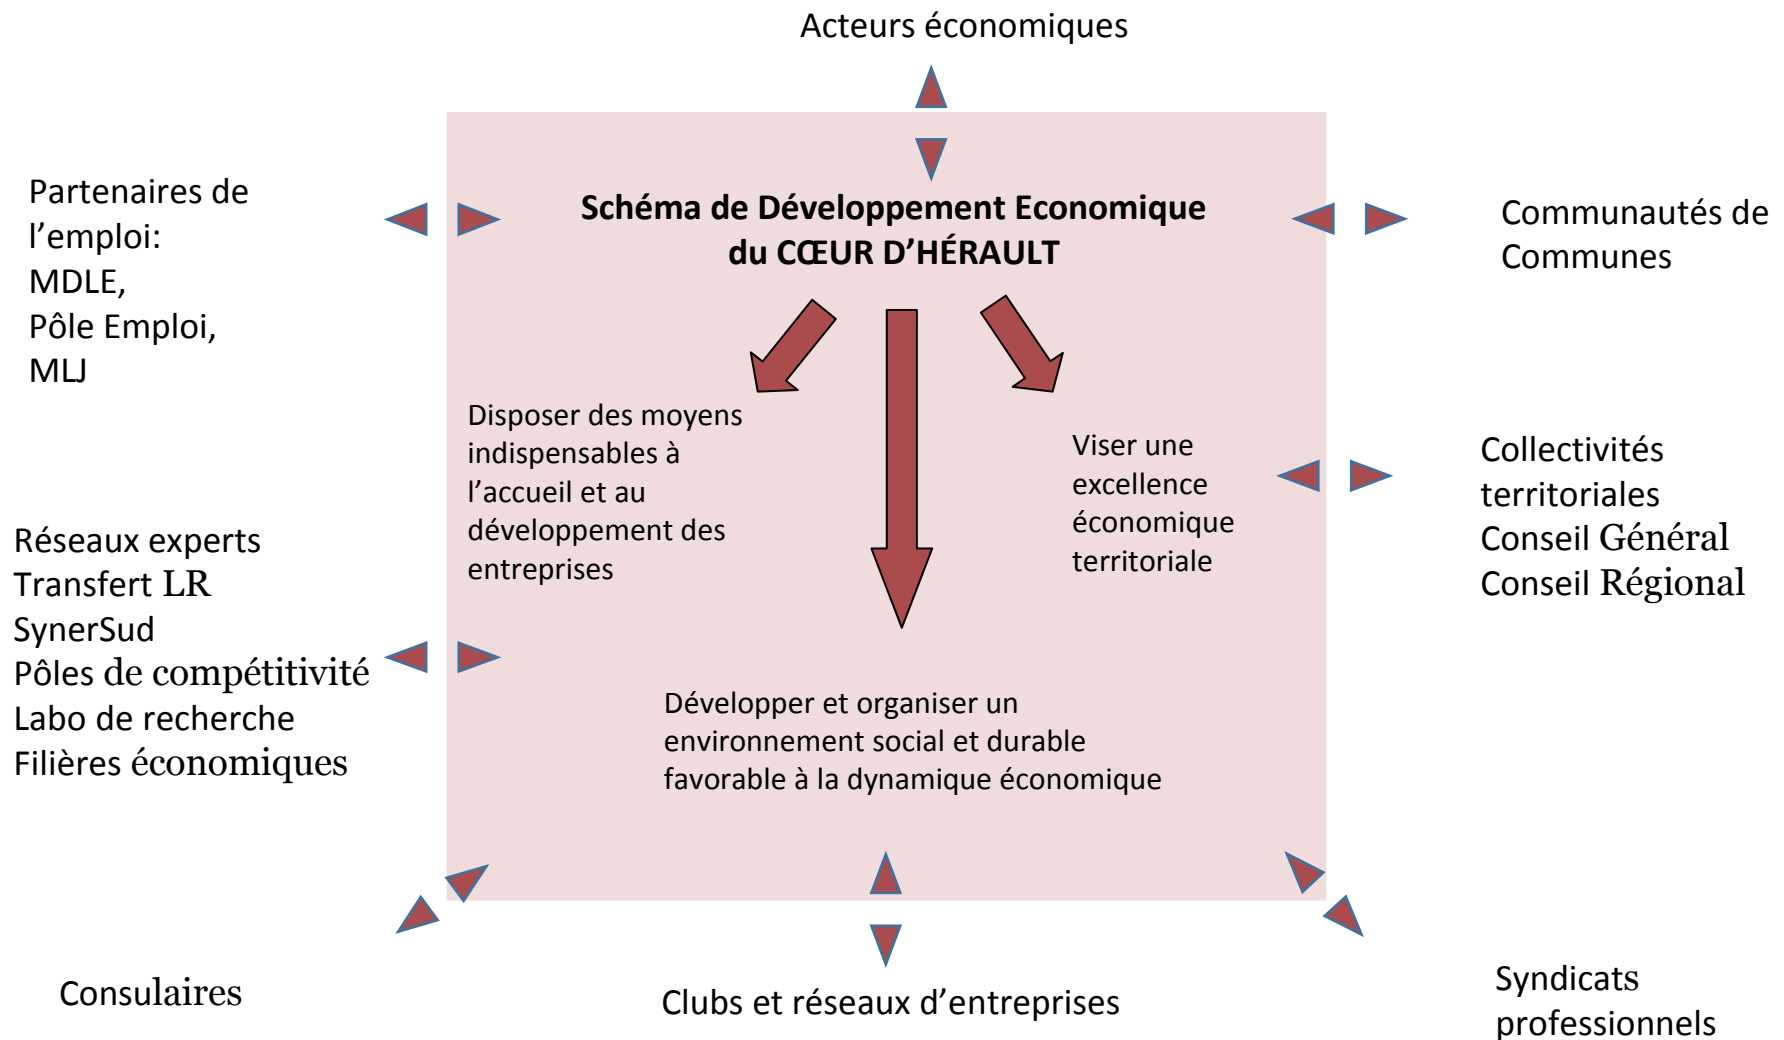 Acteurs économiques
Partenaires de
l’emploi:
MDLE,
Pôle Emploi,
MLJ
Schéma de Développement Economique
du CŒUR D’HÉRAULT
Communautés de
Communes
Disposer des moyens
indispensables à
l’accueil et au
développement des
entreprises
Viser une
excellence
économique
territoriale
Collectivités
territoriales
Conseil Général
Conseil Régional
Réseaux experts
Transfert LR
SynerSud
Pôles de compétitivité
Labo de recherche
Filières économiques
Développer et organiser un
environnement social et durable
favorable à la dynamique économique
Consulaires
Clubs et réseaux d’entreprises
Syndicats
professionnels